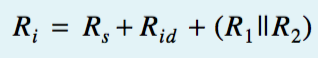 R_i = R_s + R_id + (R_1||R_2)